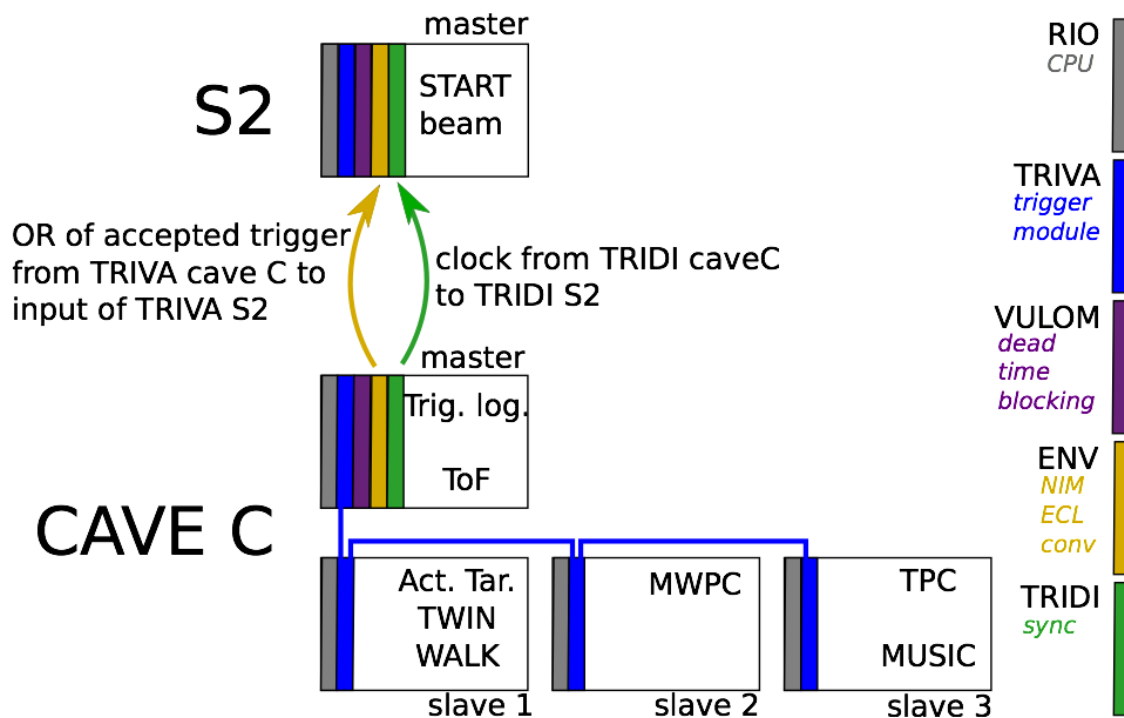 master
S2
START
beam
OR of accepted trigger
from TRIVA cave C to
input of TRIVA S2
clock from TRIDI caveC
to TRIDI S2
master
Trig. log.
ToF
CAVE C
Act. Tar.
TWIN
WALK
slave 1
MWPC
slave 2
TPC
MUSIC
slave 3
RIO
CPU
TRIVA
trigger
module
VULOM
dead
time
blocking
ENV
NIM
ECL
conv
TRIDI
sync